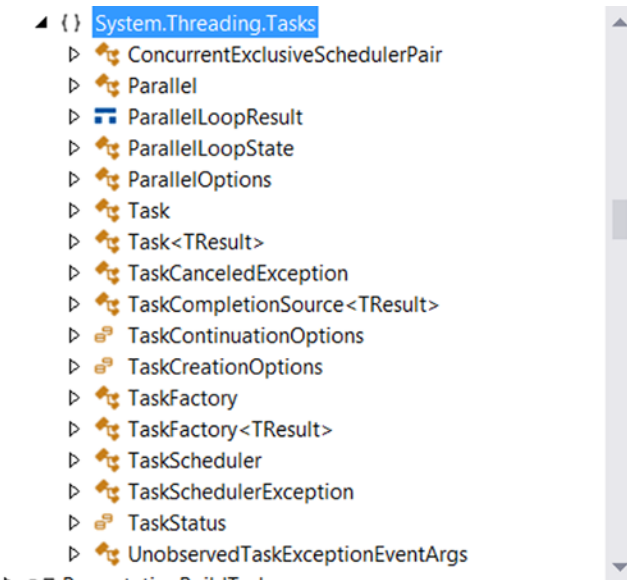 { } System.Threading.Tasks
ConcurrentExclusiveSchedulerPair
Parallel
ParallelLoopResult
ParallelLoopState
ParallelOptions
Task
Task<TResult>
TaskCanceledException
TaskCompletionSource<TResult>
TaskContinuationOptions
TaskCreationOptions
TaskFactory
TaskFactory<TResult>
TaskScheduler
TaskSchedulerException
TaskStatus
UnobservedTaskExceptionEventArgs